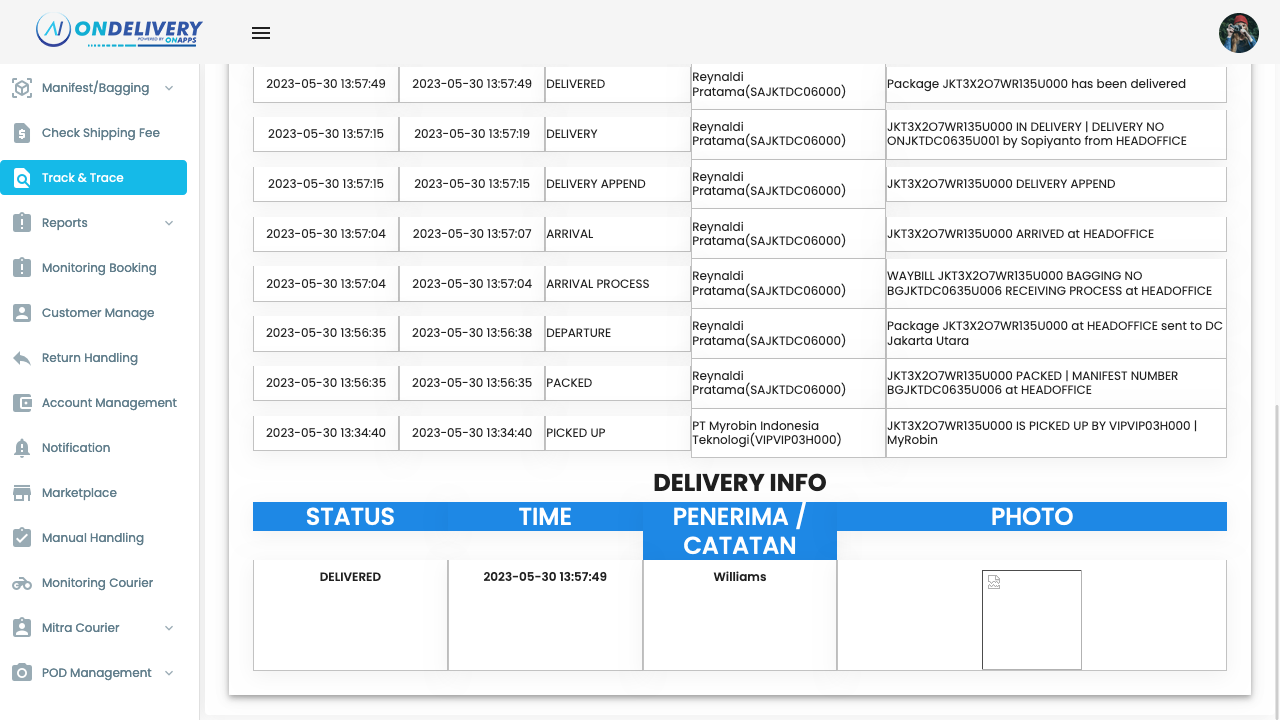 ONDELIVERY
POWERED BY ONAPPS
Manifest/Bagging
Check Shipping Fee
Track & Trace
Reports
Monitoring Booking
Customer Manage
Return Handling
Account Management
Notification
Marketplace
Manual Handling
Monitoring Courier
Mitra Courier
POD Management
2023-05-30 13:57:49 2023-05-30 13:57:49 DELIVERED Reynaldi Pratama(SAJKTDC06000) Package JKT3X2O7WR135U000 has been delivered
2023-05-30 13:57:15 2023-05-30 13:57:19 DELIVERY Reynaldi Pratama(SAJKTDC06000) JKT3X2O7WR135U000 IN DELIVERY | DELIVERY NO ONJKTDC0635U001 by Sopiyanto from HEADOFFICE
2023-05-30 13:57:15 2023-05-30 13:57:15 DELIVERY APPEND Reynaldi Pratama(SAJKTDC06000) JKT3X2O7WR135U000 DELIVERY APPEND
2023-05-30 13:57:04 2023-05-30 13:57:07 ARRIVAL Reynaldi Pratama(SAJKTDC06000) JKT3X2O7WR135U000 ARRIVED at HEADOFFICE
2023-05-30 13:57:04 2023-05-30 13:57:04 ARRIVAL PROCESS Reynaldi Pratama(SAJKTDC06000) WAYBILL JKT3X2O7WR135U000 BAGGING NO BGJKTDC0635U006 RECEIVING PROCESS at HEADOFFICE
2023-05-30 13:56:35 2023-05-30 13:56:38 DEPARTURE Reynaldi Pratama(SAJKTDC06000) Package JKT3X2O7WR135U000 at HEADOFFICE sent to DC Jakarta Utara
2023-05-30 13:56:35 2023-05-30 13:56:35 PACKED Reynaldi Pratama(SAJKTDC06000) JKT3X2O7WR135U000 PACKED | MANIFEST NUMBER BGJKTDC0635U006 at HEADOFFICE
2023-05-30 13:34:40 2023-05-30 13:34:40 PICKED UP PT Myrobin Indonesia Teknologi(VIPVIP03H000) JKT3X2O7WR135U000 IS PICKED UP BY VIPVIP03H000 | MyRobin
DELIVERY INFO
STATUS TIME PENERIMA / CATATAN PHOTO
DELIVERED 2023-05-30 13:57:49 Williams